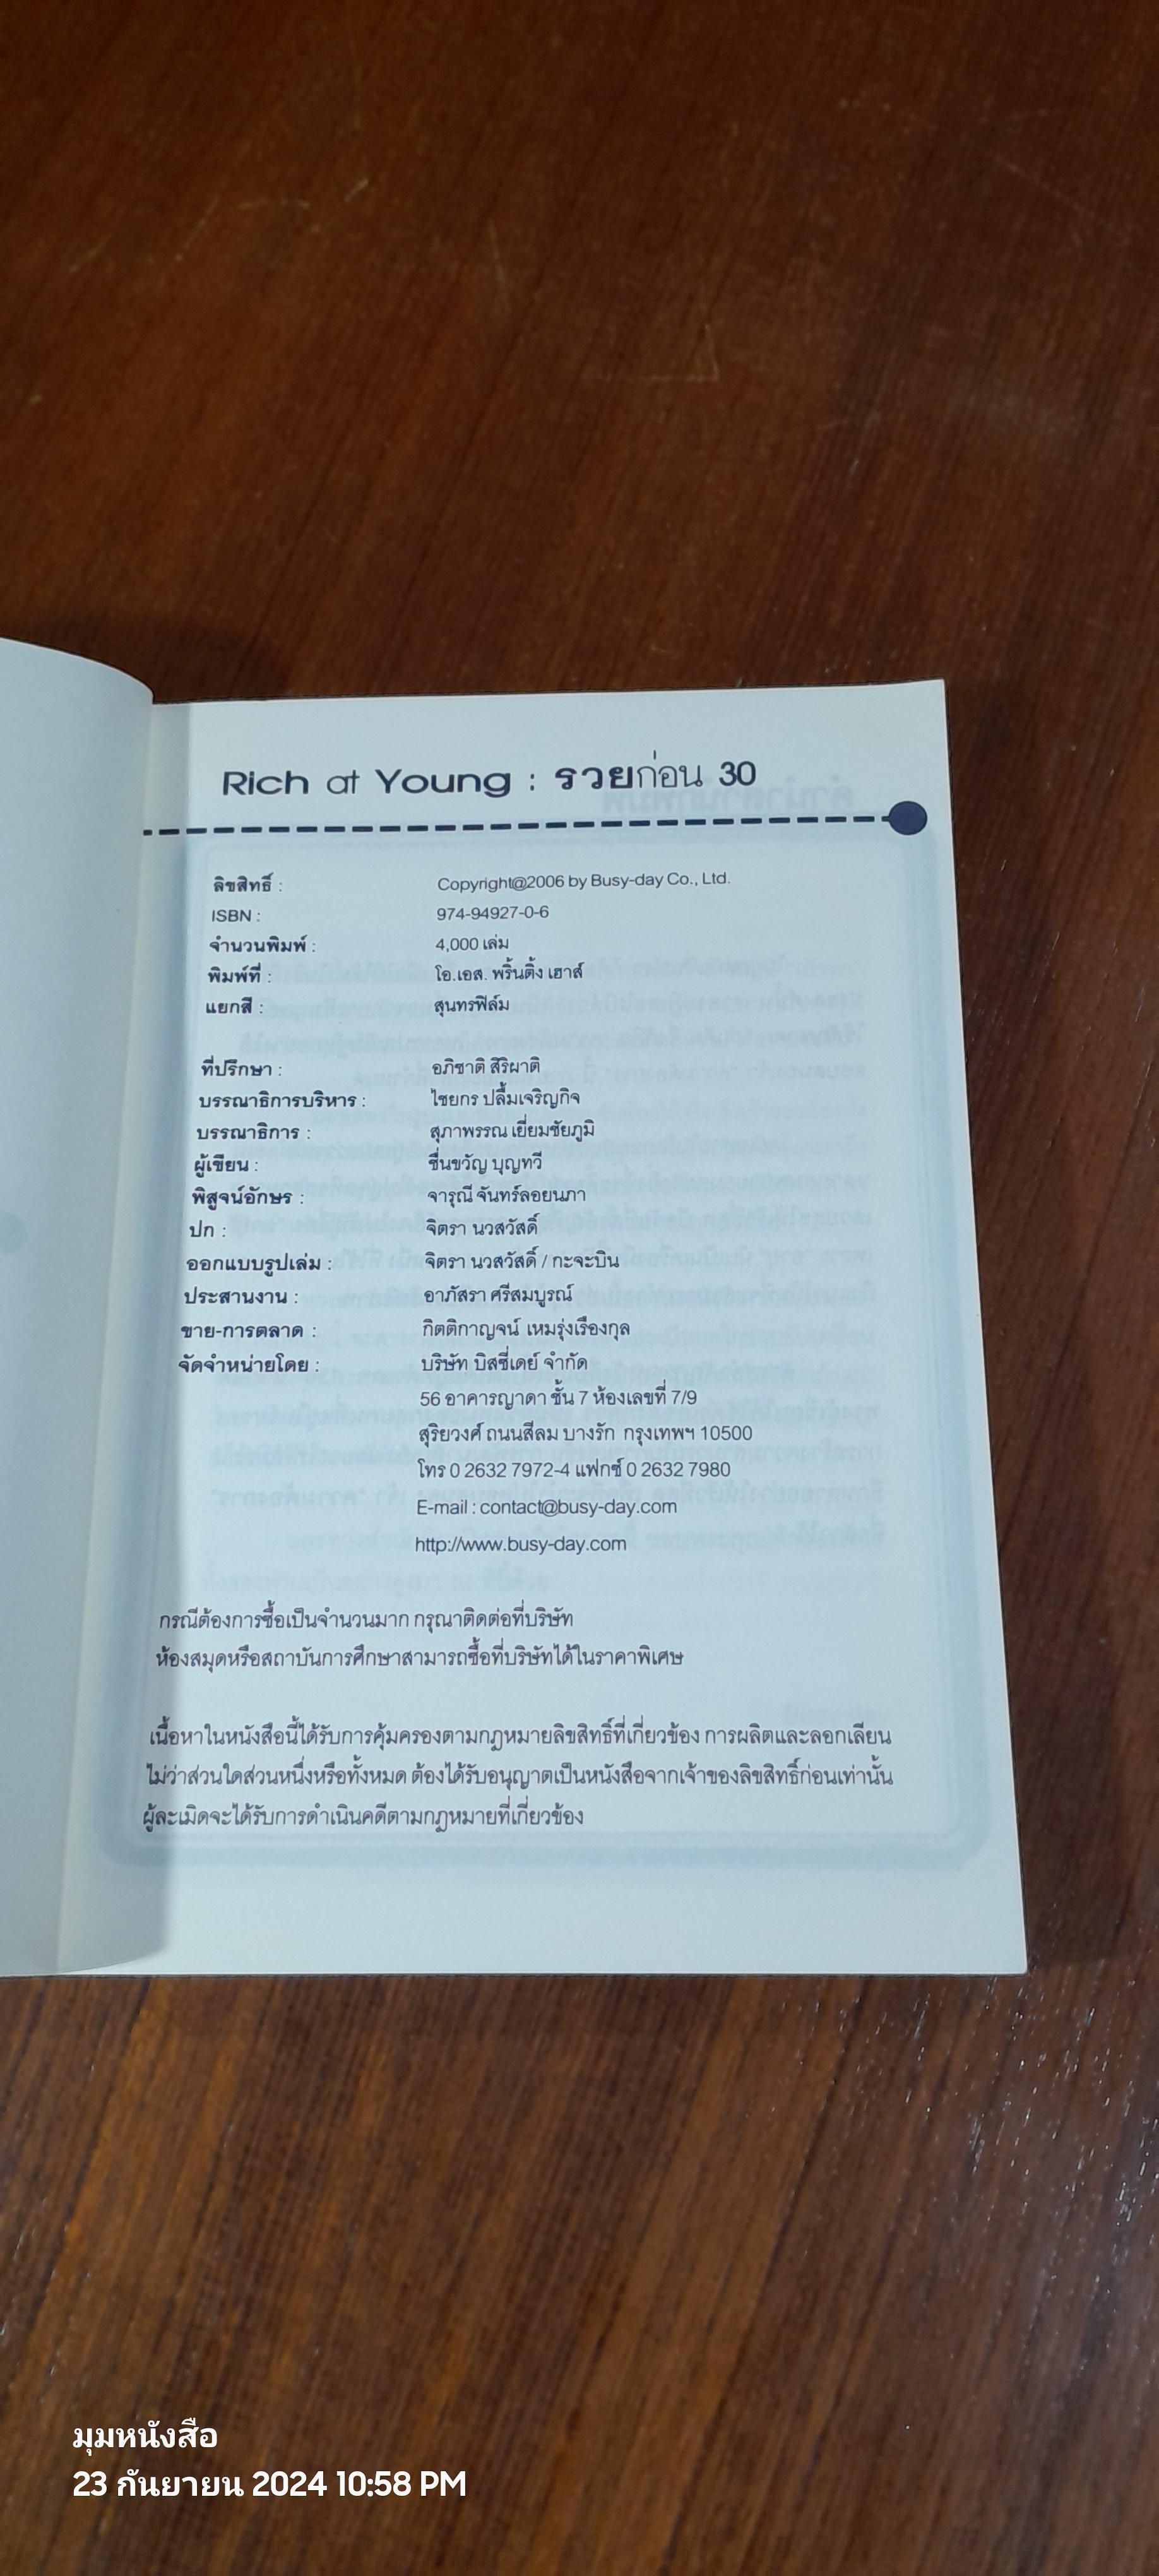 Rich at Young : รวยก่อน 30
ลิขสิทธิ์ : Copyright@2006 by Busy-day Co., Ltd.
ISBN : 974-94927-0-6
จำนวนพิมพ์ : 4,000 เล่ม
พิมพ์ที่ : โอ.เอส. พริ้นติ้ง เฮาส์
แยกสี : สุนทรฟิล์ม
ที่ปรึกษา : อภิชาติ สิริผาติ
บรรณาธิการบริหาร : ไชยกร ปลื้มเจริญกิจ
บรรณาธิการ : สุภาพรรณ เยี่ยมชัยภูมิ
ผู้เขียน : ชื่นขวัญ บุญทวี
พิสูจน์อักษร : จารุณี จันทร์ลอยนภา
ปก : จิตรา นวสวัสดิ์
ออกแบบรูปเล่ม : จิตรา นวสวัสดิ์ / กะจะบิน
ประสานงาน : อาภัสรา ศรีสมบูรณ์
ขาย-การตลาด : กิตติกาญจน์ เหมรุ่งเรืองกุล
จัดจำหน่ายโดย : บริษัท บิสซี่เดย์ จำกัด
56 อาคารญาดา ชั้น 7 ห้องเลขที่ 7/9
สุริยวงศ์ ถนนสีลม บางรัก กรุงเทพฯ 10500
โทร 0 2632 7972-4 แฟกซ์ 0 2632 7980
E-mail : contact@busy-day.com
http://www.busy-day.com
กรณีต้องการซื้อเป็นจำนวนมาก กรุณาติดต่อที่บริษัท
ห้องสมุดหรือสถาบันการศึกษาสามารถซื้อที่บริษัทได้ในราคาพิเศษ
เนื้อหาในหนังสือนี้ได้รับการคุ้มครองตามกฎหมายลิขสิทธิ์ที่เกี่ยวข้อง การผลิตและลอกเลียน
ไม่ว่าส่วนใดส่วนหนึ่งหรือทั้งหมด ต้องได้รับอนุญาตเป็นหนังสือจากเจ้าของลิขสิทธิ์ก่อนเท่านั้น
ผู้ละเมิดจะได้รับการดำเนินคดีตามกฎหมายที่เกี่ยวข้อง
มุมหนังสือ
23 กันยายน 2024 10:58 PM